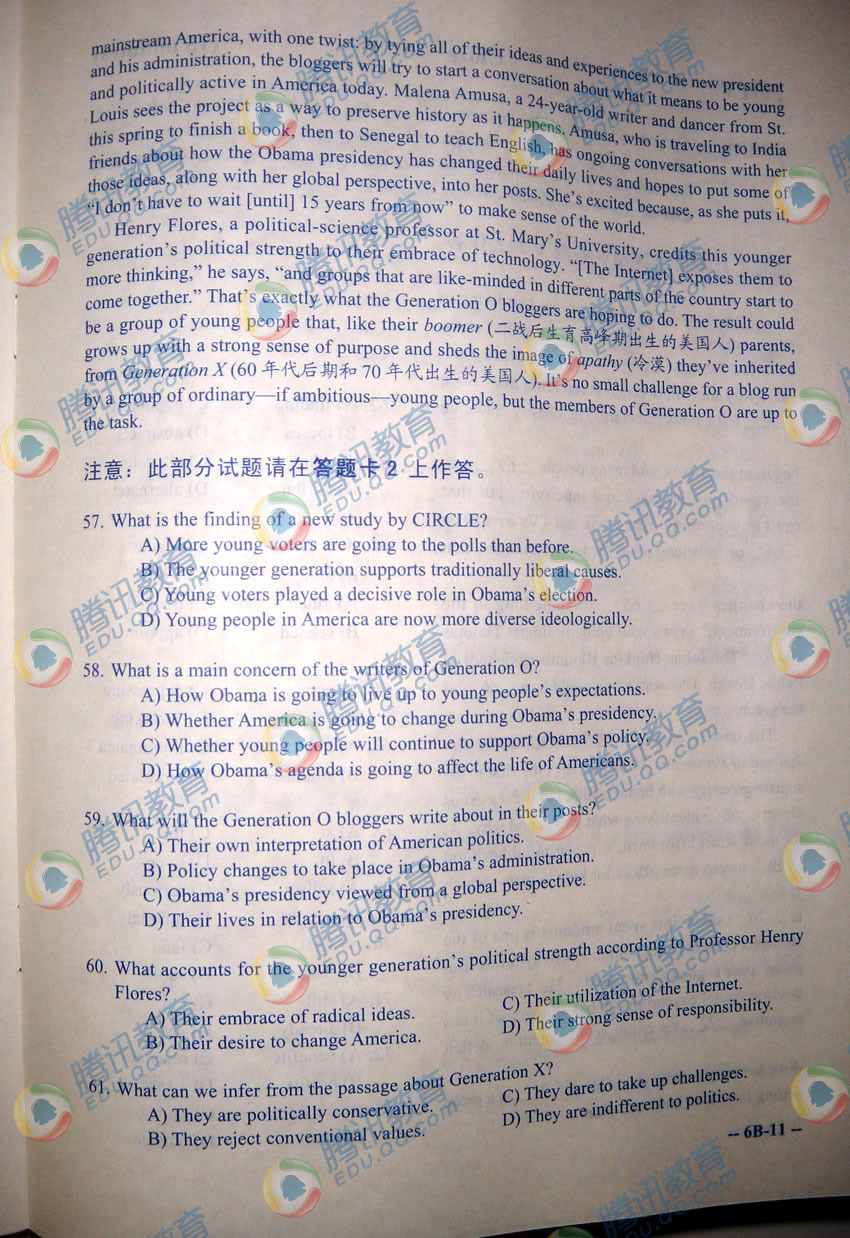 mainstream America, with one twist: by tying all of their ideas and experiences to the new president
and his administration, the bloggers will try to start a conversation about what it means to be young
and politically active in America today. Malena Amusa, a 24-year-old writer and dancer from St.
Louis sees the project as a way to preserve history as it happens. Amusa, who is traveling to India
this spring to finish a book, then to Senegal to teach English, has ongoing conversations with her
friends about how the Obama presidency has changed their daily lives and hopes to put some of
those ideas, along with her global perspective, into her posts. She's excited because, as she puts it,
“I don't have to wait [until] 15 years from now” to make sense of the world.
Henry Flores, a political-science professor at St. Mary's University, credits this younger
generation's political strength to their embrace of technology. “[The Internet] exposes them to
more thinking,” he says, “and groups that are like-minded in different parts of the country start to
come together.” That's exactly what the Generation O bloggers are hoping to do. The result could
be a group of young people that, like their boomer (二战后生育高峰期出生的美国人) parents,
grows up with a strong sense of purpose and sheds the image of apathy (冷漠) they've inherited
from Generation X (60 年代后期和 70 年代出生的美国人). It's no small challenge for a blog run
by a group of ordinary—if ambitious—young people, but the members of Generation O are up to
the task.
注意：此部分试题请在答题卡 2 上作答。
57. What is the finding of a new study by CIRCLE?
A) More young voters are going to the polls than before.
B) The younger generation supports traditionally liberal causes.
C) Young voters played a decisive role in Obama's election.
D) Young people in America are now more diverse ideologically.
58. What is a main concern of the writers of Generation O?
A) How Obama is going to live up to young people's expectations.
B) Whether America is going to change during Obama's presidency.
C) Whether young people will continue to support Obama's policy.
D) How Obama's agenda is going to affect the life of Americans.
59. What will the Generation O bloggers write about in their posts?
A) Their own interpretation of American politics.
B) Policy changes to take place in Obama's administration.
C) Obama's presidency viewed from a global perspective.
D) Their lives in relation to Obama's presidency.
60. What accounts for the younger generation's political strength according to Professor Henry
Flores?
A) Their embrace of radical ideas.
B) Their desire to change America.
C) Their utilization of the Internet.
D) Their strong sense of responsibility.
61. What can we infer from the passage about Generation X?
A) They are politically conservative.
B) They reject conventional values.
C) They dare to take up challenges.
D) They are indifferent to politics.
-- 6B-11 --
腾讯教育
EDU.QQ.com